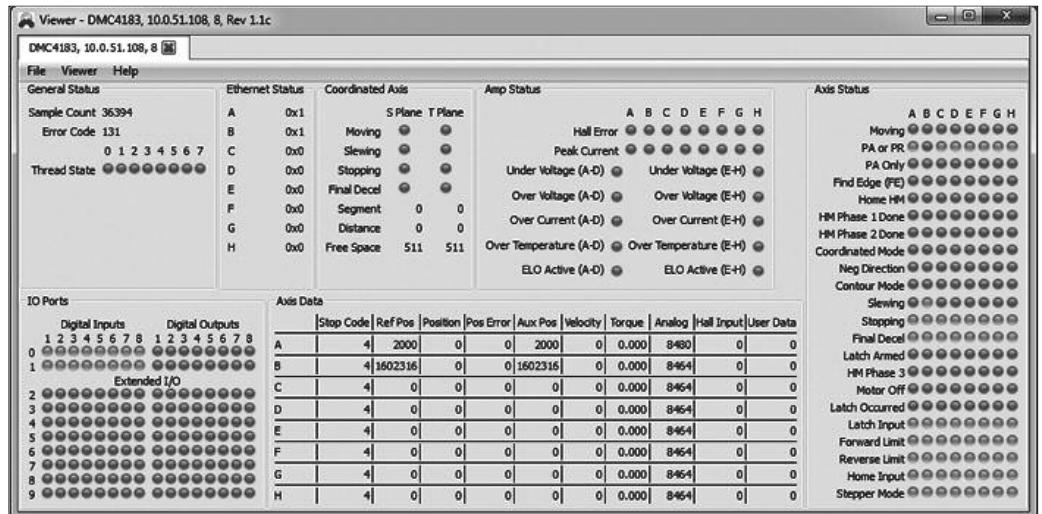 Viewer - DMC4183, 10.0.51.108, 8, Rev 1.1c
DMC4183, 10.0.51.108, 8
File Viewer Help
General Status
Sample Count 36394
Error Code 131
0 1 2 3 4 5 6 7
Thread State
Ethernet Status
A 0x1
B 0x1
C 0x0
D 0x0
E 0x0
F 0x0
G 0x0
H 0x0
Coordinated Axis
S Plane T Plane
Moving
Slewing
Stopping
Final Decel
Segment 0 0
Distance 0 0
Free Space 511 511
Amp Status
A B C D E F G H
Hall Error
Peak Current
Under Voltage (A-D) Under Voltage (E-H)
Over Voltage (A-D) Over Voltage (E-H)
Over Current (A-D) Over Current (E-H)
Over Temperature (A-D) Over Temperature (E-H)
ELO Active (A-D) ELO Active (E-H)
Axis Status
A B C D E F G H
Moving
PA or PR
PA Only
Find Edge (FE)
Home HM
HM Phase 1 Done
HM Phase 2 Done
Coordinated Mode
Neg Direction
Contour Mode
Slewing
Stopping
Final Decel
Latch Armed
HM Phase 3
Motor Off
Latch Occurred
Latch Input
Forward Limit
Reverse Limit
Home Input
Stepper Mode
IO Ports
Digital Inputs Digital Outputs
1 2 3 4 5 6 7 8 1 2 3 4 5 6 7 8
0
1
Extended I/O
2
3
4
5
6
7
8
9
Axis Data
Stop Code Ref Pos Position Pos Error Aux Pos Velocity Torque Analog Hall Input User Data
A 4 2000 0 0 2000 0 0.000 8480 0 0
B 4 1602316 0 0 1602316 0 0.000 8464 0 0
C 4 0 0 0 0 0 0.000 8464 0 0
D 4 0 0 0 0 0 0.000 8464 0 0
E 4 0 0 0 0 0 0.000 8464 0 0
F 4 0 0 0 0 0 0.000 8464 0 0
G 4 0 0 0 0 0 0.000 8464 0 0
H 4 0 0 0 0 0 0.000 8464 0 0